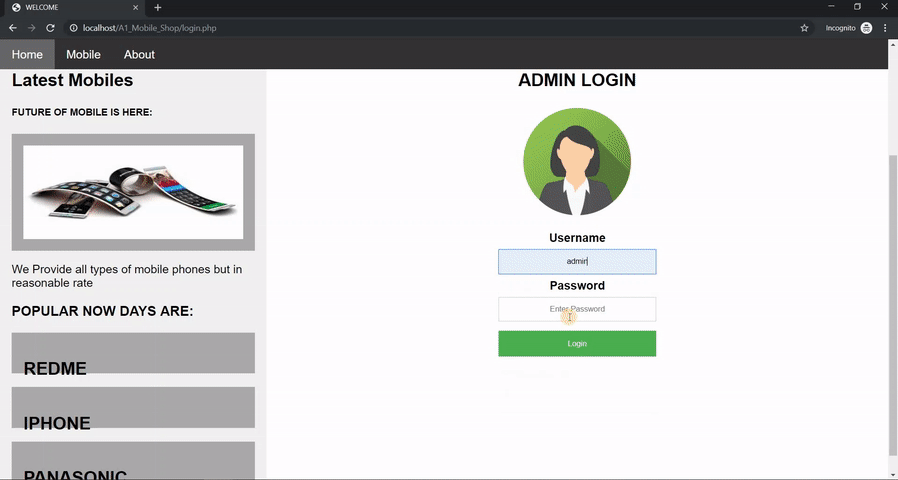 WELCOME
localhost/A1_Mobile_Shop/login.php
Incognito
Home Mobile About
Latest Mobiles
FUTURE OF MOBILE IS HERE:
We Provide all types of mobile phones but in
reasonable rate
POPULAR NOW DAYS ARE:
REDME
IPHONE
PANASONIC
ADMIN LOGIN
Username
admin
Password
Enter Password
Login